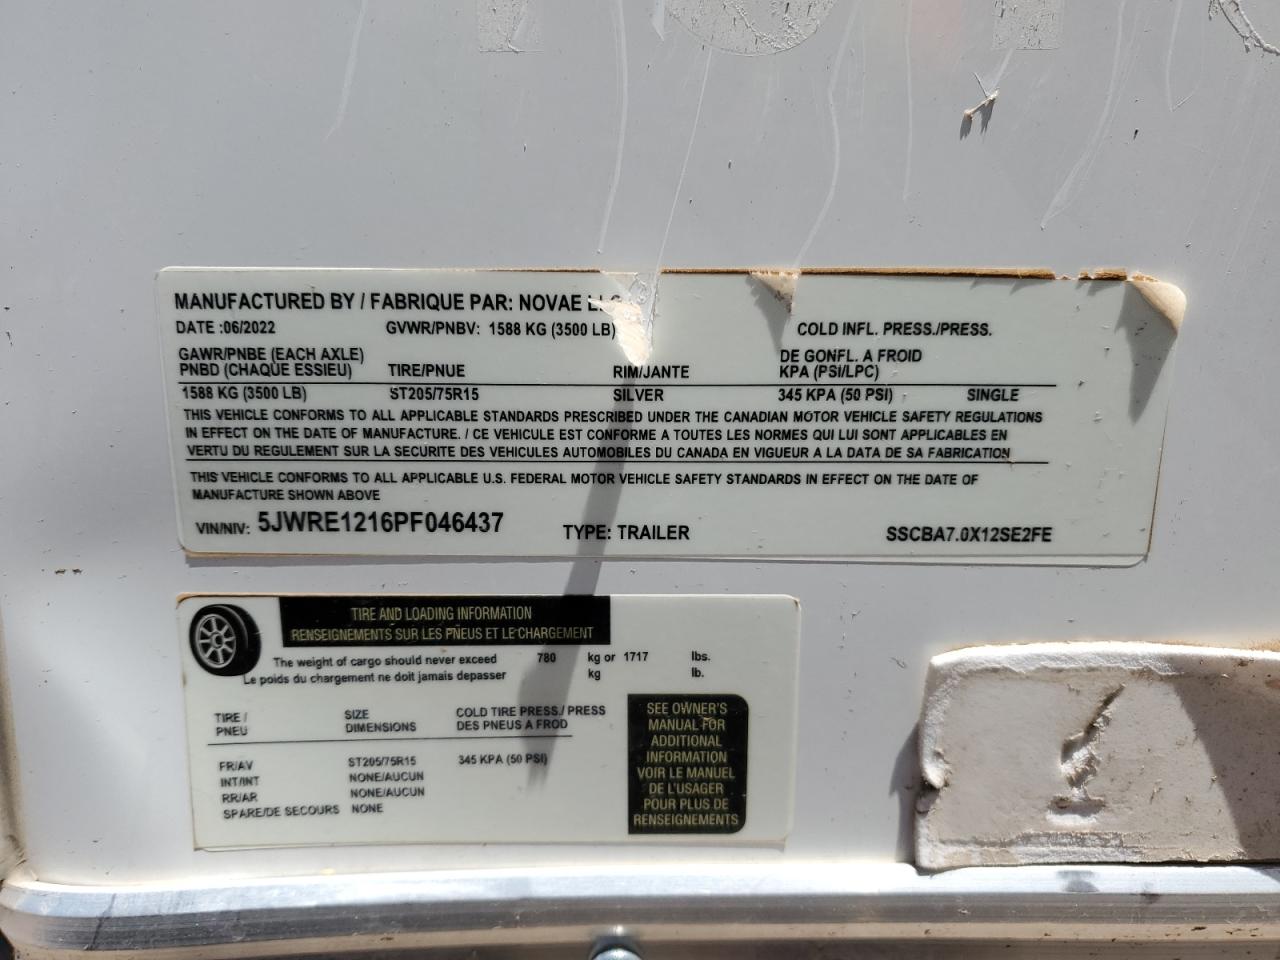 MANUFACTURED BY / FABRIQUE PAR: NOVAE
DATE :06/2022 GVWR/PNBV: 1588 KG (3500 LB) COLD INFL. PRESS./PRESS.
GAWR/PNBE (EACH AXLE) DE GONFL. A FROID
PNBD (CHAQUE ESSIEU) TIRE/PNUE RIM/JANTE KPA (PSI/LPC)
1588 KG (3500 LB) ST205/75R15 SILVER 345 KPA (50 PSI) SINGLE
THIS VEHICLE CONFORMS TO ALL APPLICABLE STANDARDS PRESCRIBED UNDER THE CANADIAN MOTOR VEHICLE SAFETY REGULATIONS
IN EFFECT ON THE DATE OF MANUFACTURE. / CE VEHICULE EST CONFORME A TOUTES LES NORMES QUI LUI SONT APPLICABLES EN
VERTU DU REGULEMENT SUR LA SECURITE DES VEHICULES AUTOMOBILES DU CANADA EN VIGUEUR A LA DATA DE SA FABRICATION
THIS VEHICLE CONFORMS TO ALL APPLICABLE U.S. FEDERAL MOTOR VEHICLE SAFETY STANDARDS IN EFFECT ON THE DATE OF
MANUFACTURE SHOWN ABOVE
VIN/NIV: 5JWRE1216PF046437 TYPE: TRAILER SSCBA7.0X12SE2FE
TIRE AND LOADING INFORMATION
RENSEIGNEMENTS SUR LES PNEUS ET LE CHARGEMENT
The weight of cargo should never exceed 780 kg or 1717 lbs.
Le poids du chargement ne doit jamais depasser kg lb.
TIRE / SIZE COLD TIRE PRESS./ PRESS
PNEU DIMENSIONS DES PNEUS A FROD
FR/AV ST205/75R15 345 KPA (50 PSI)
INT/INT NONE/AUCUN
RR/AR NONE/AUCUN
SPARE/DE SECOURS NONE
SEE OWNER'S
MANUAL FOR
ADDITIONAL
INFORMATION
VOIR LE MANUEL
DE L'USAGER
POUR PLUS DE
RENSEIGNEMENTS